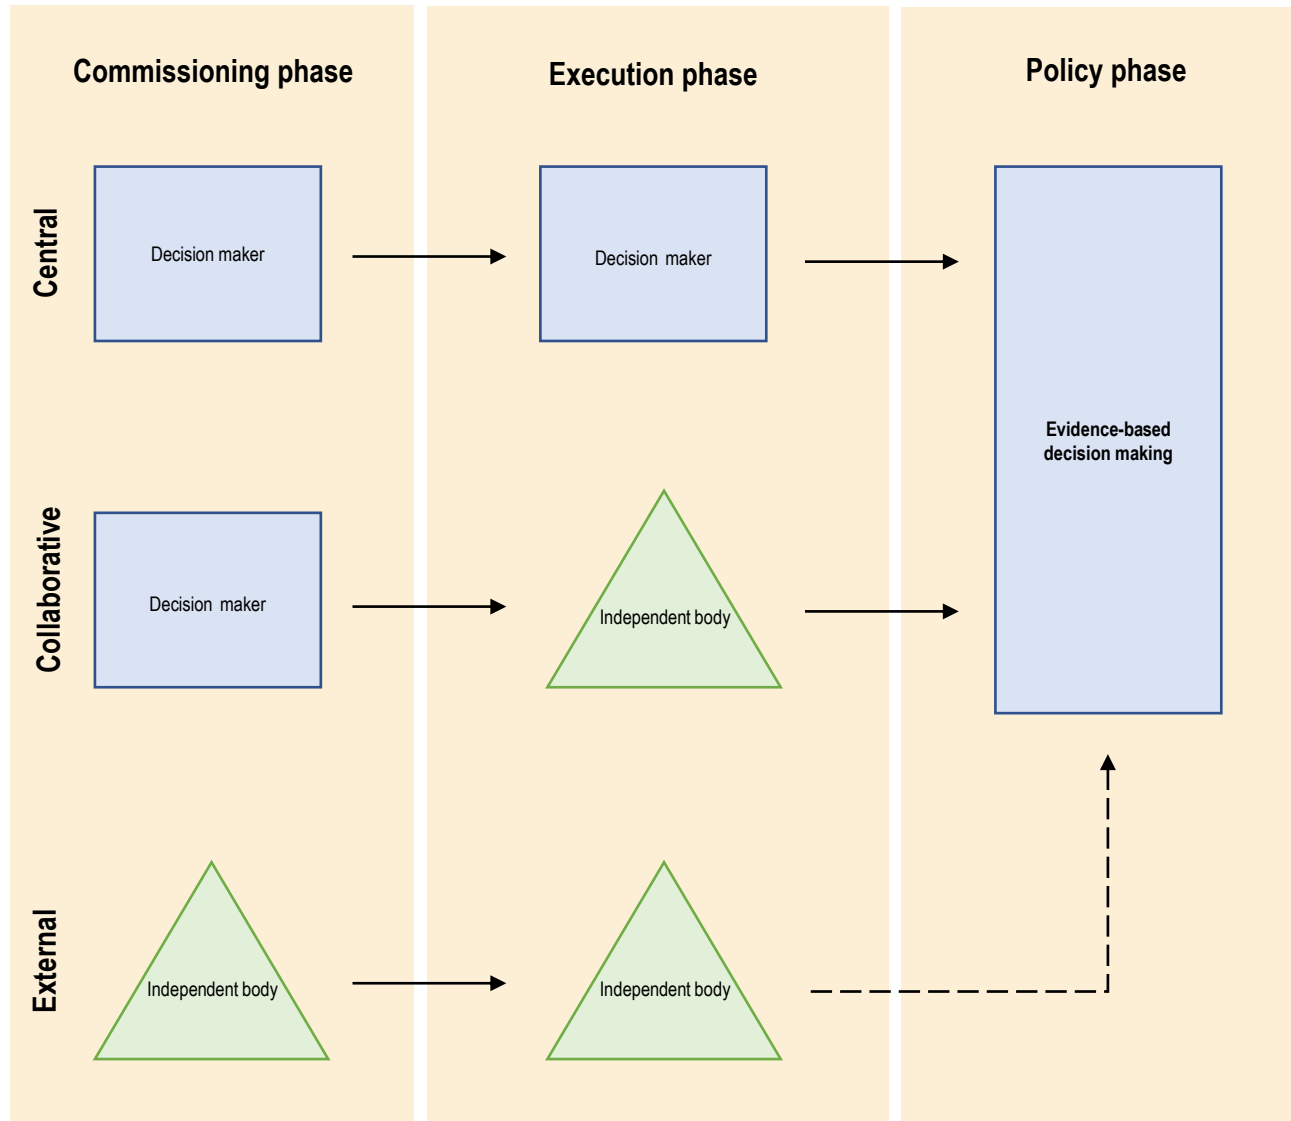 Commissioning phase
Execution phase
Policy phase
Central
Decision maker
Decision maker
Evidence-based
decision making
Collaborative
Decision maker
Independent body
External
Independent body
Independent body